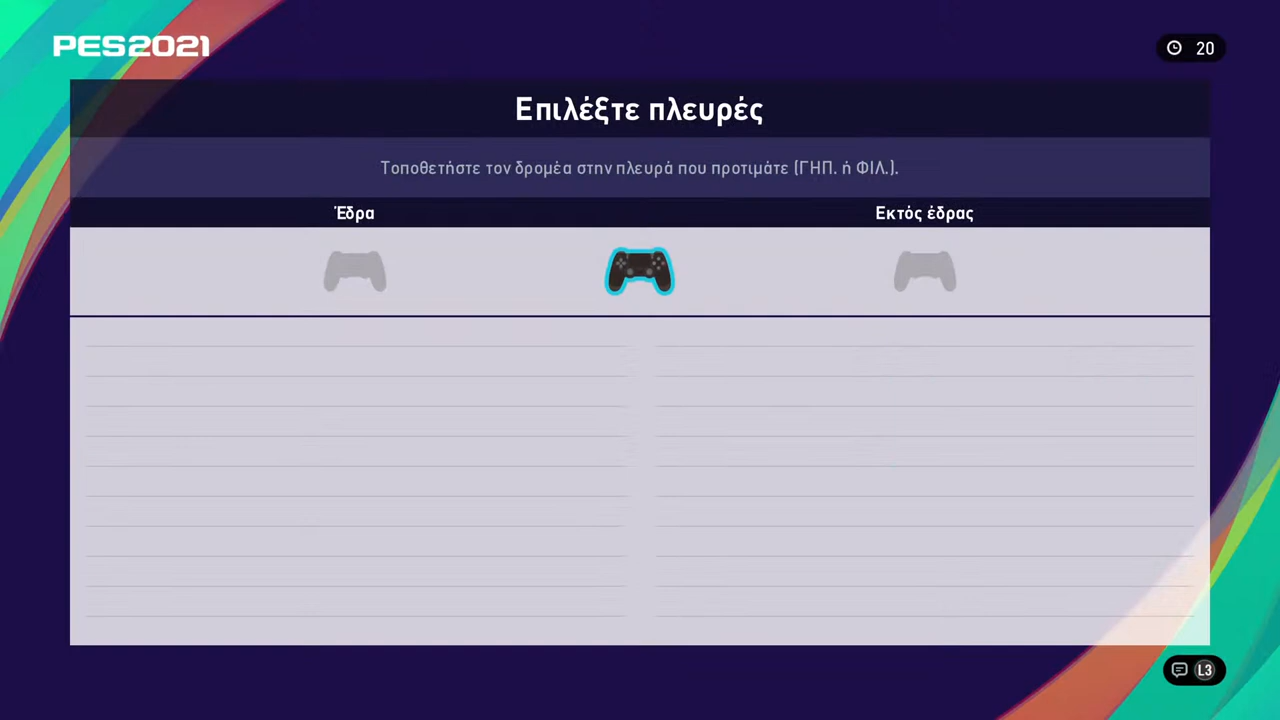 PES2021
20
Επιλέξτε πλευρές
Τοποθετήστε τον δρομέα στην πλευρά που προτιμάτε (ΓΗΠ. ή ΦΙΛ.).
Έδρα
Εκτός έδρας
L3